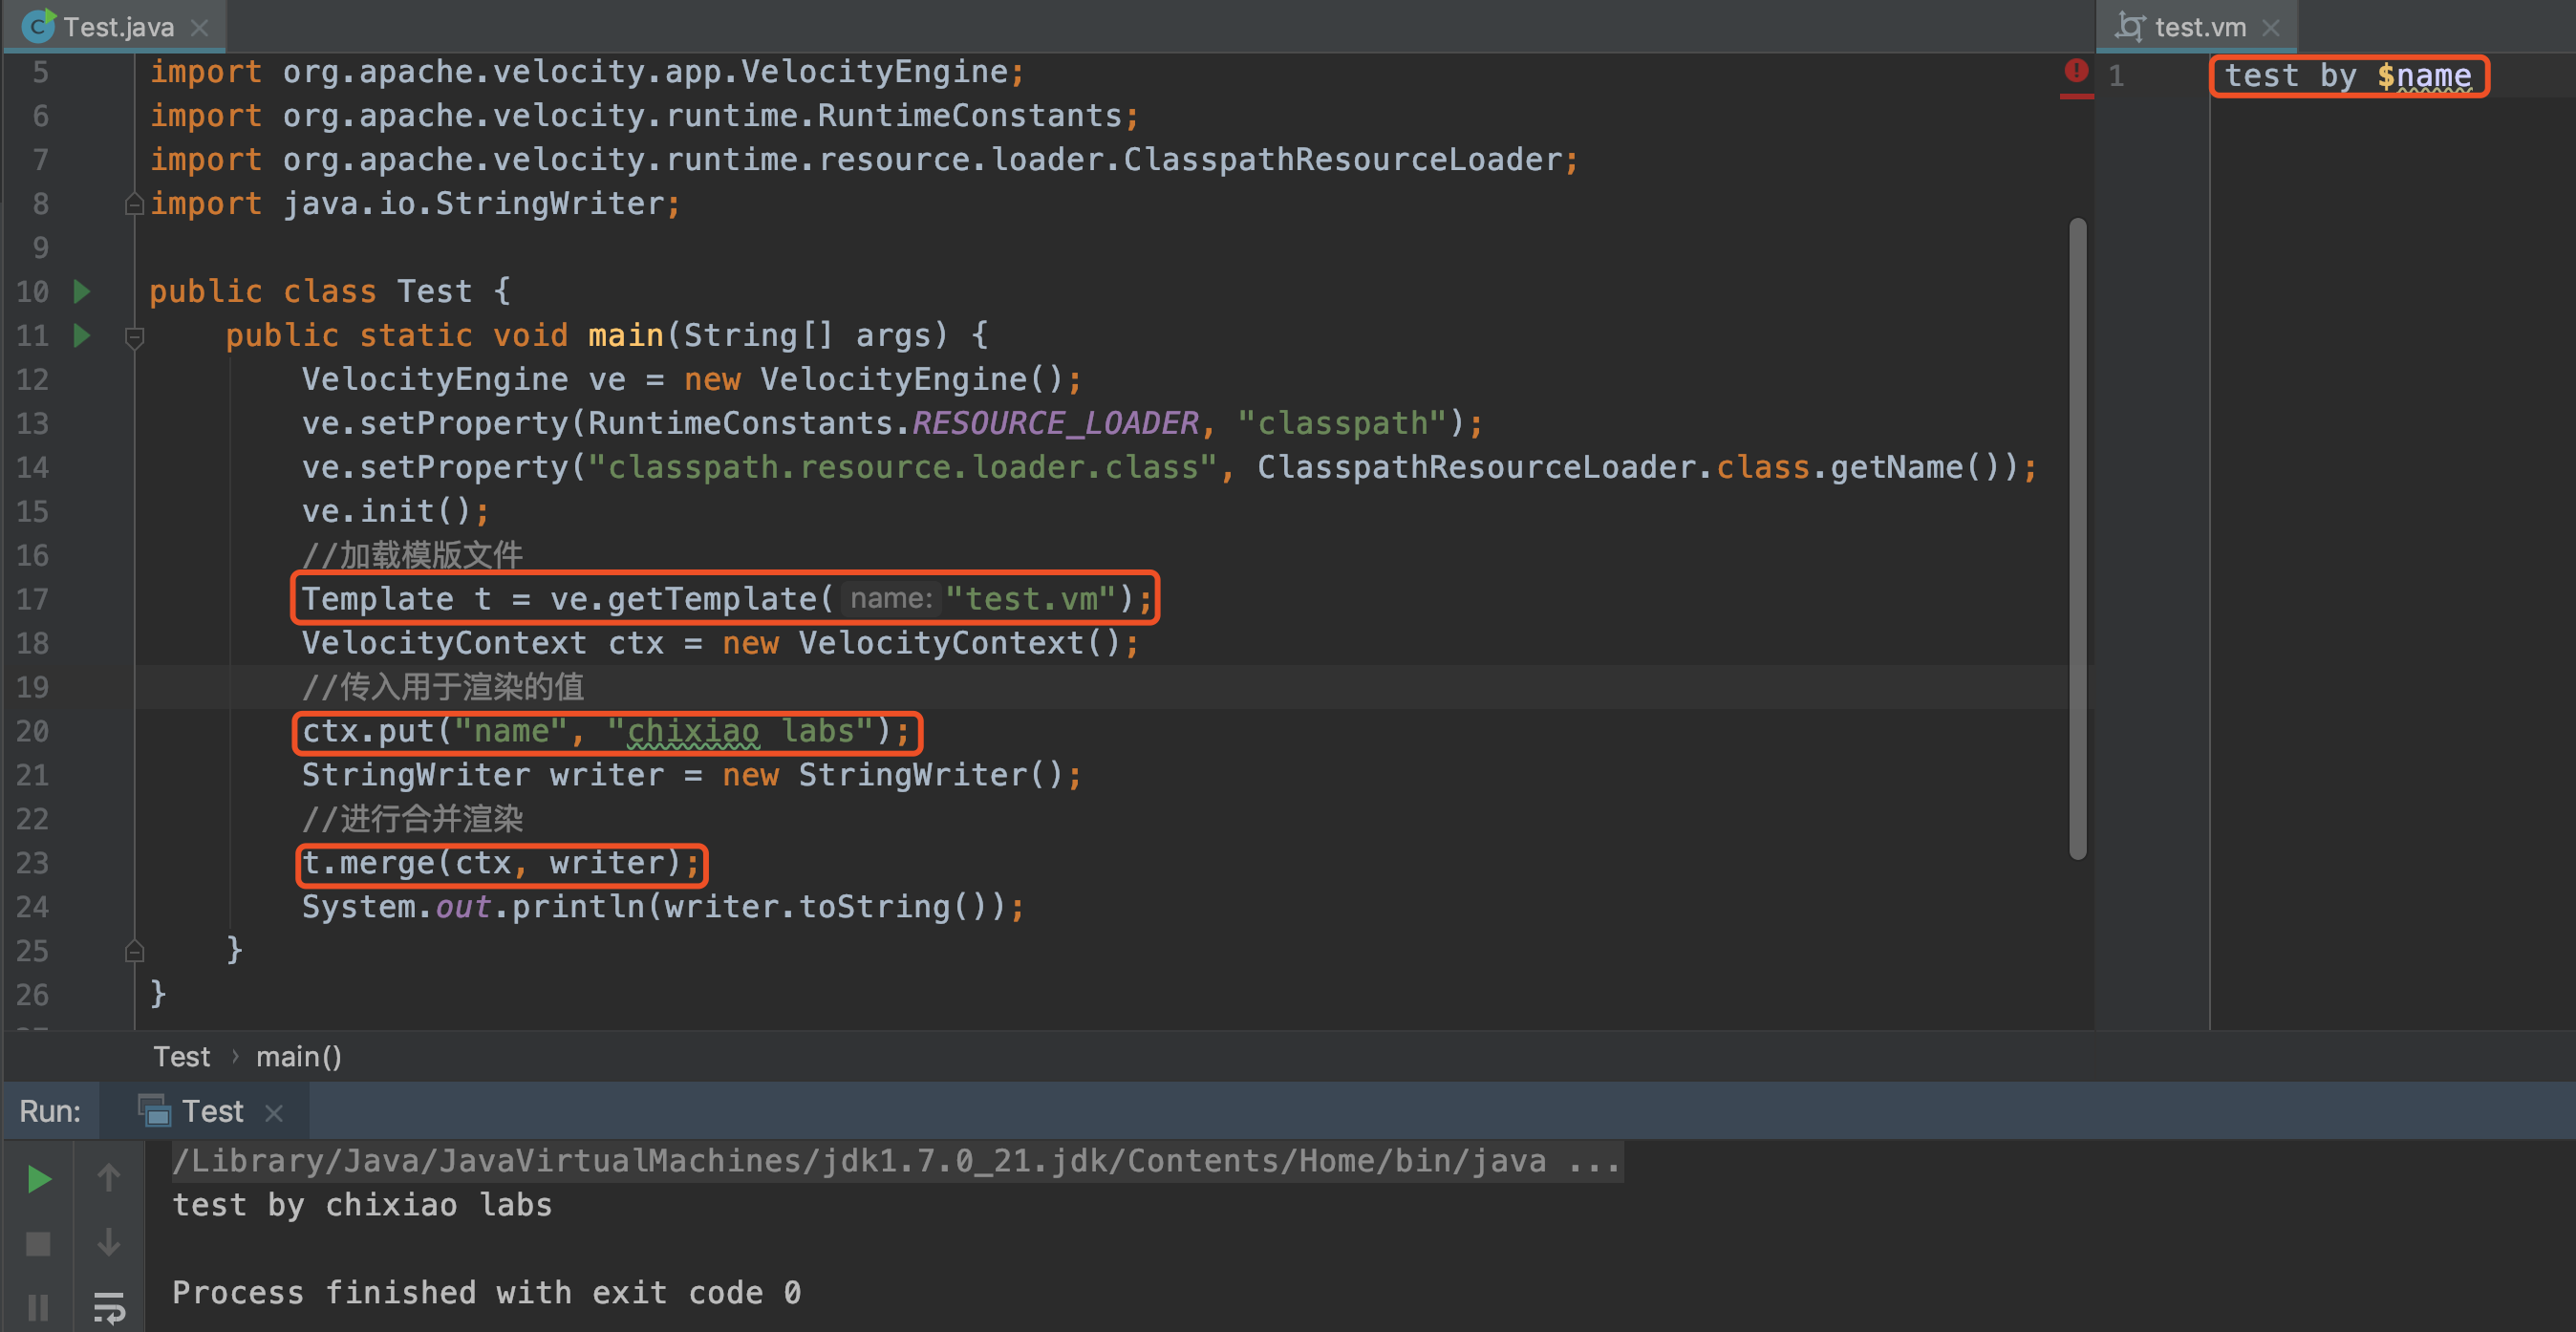 Test.java
5 import org.apache.velocity.app.VelocityEngine;
6 import org.apache.velocity.runtime.RuntimeConstants;
7 import org.apache.velocity.runtime.resource.loader.ClasspathResourceLoader;
8 import java.io.StringWriter;
9
10 public class Test {
11 public static void main(String[] args) {
12 VelocityEngine ve = new VelocityEngine();
13 ve.setProperty(RuntimeConstants.RESOURCE_LOADER, "classpath");
14 ve.setProperty("classpath.resource.loader.class", ClasspathResourceLoader.class.getName());
15 ve.init();
16 //加载模版文件
17 Template t = ve.getTemplate( name: "test.vm");
18 VelocityContext ctx = new VelocityContext();
19 //传入用于渲染的值
20 ctx.put("name", "chixiao labs");
21 StringWriter writer = new StringWriter();
22 //进行合并渲染
23 t.merge(ctx, writer);
24 System.out.println(writer.toString());
25 }
26 }
test.vm
1 test by $name
Test › main()
Run: Test
/Library/Java/JavaVirtualMachines/jdk1.7.0_21.jdk/Contents/Home/bin/java ...
test by chixiao labs
Process finished with exit code 0